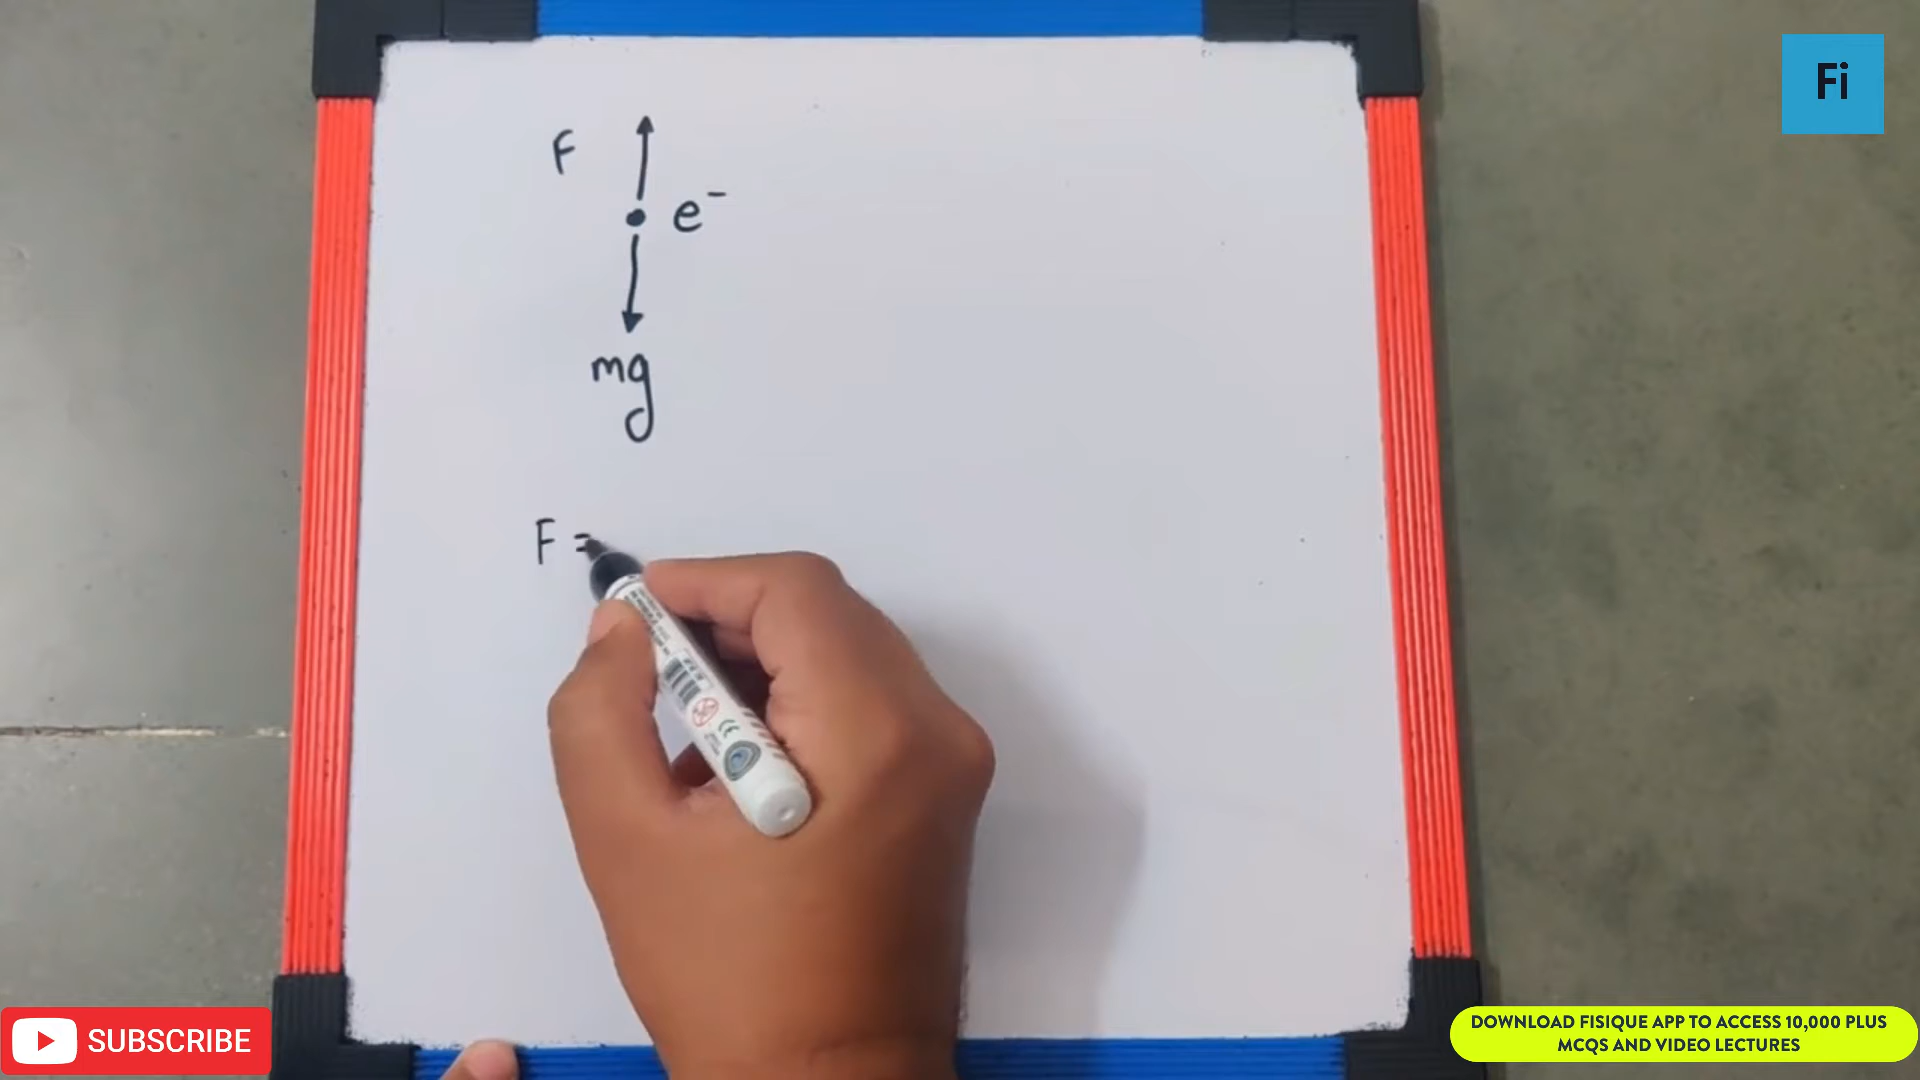 Fi
F
e⁻
mg
F =
SUBSCRIBE
DOWNLOAD FISIQUE APP TO ACCESS 10,000 PLUS
MCQS AND VIDEO LECTURES